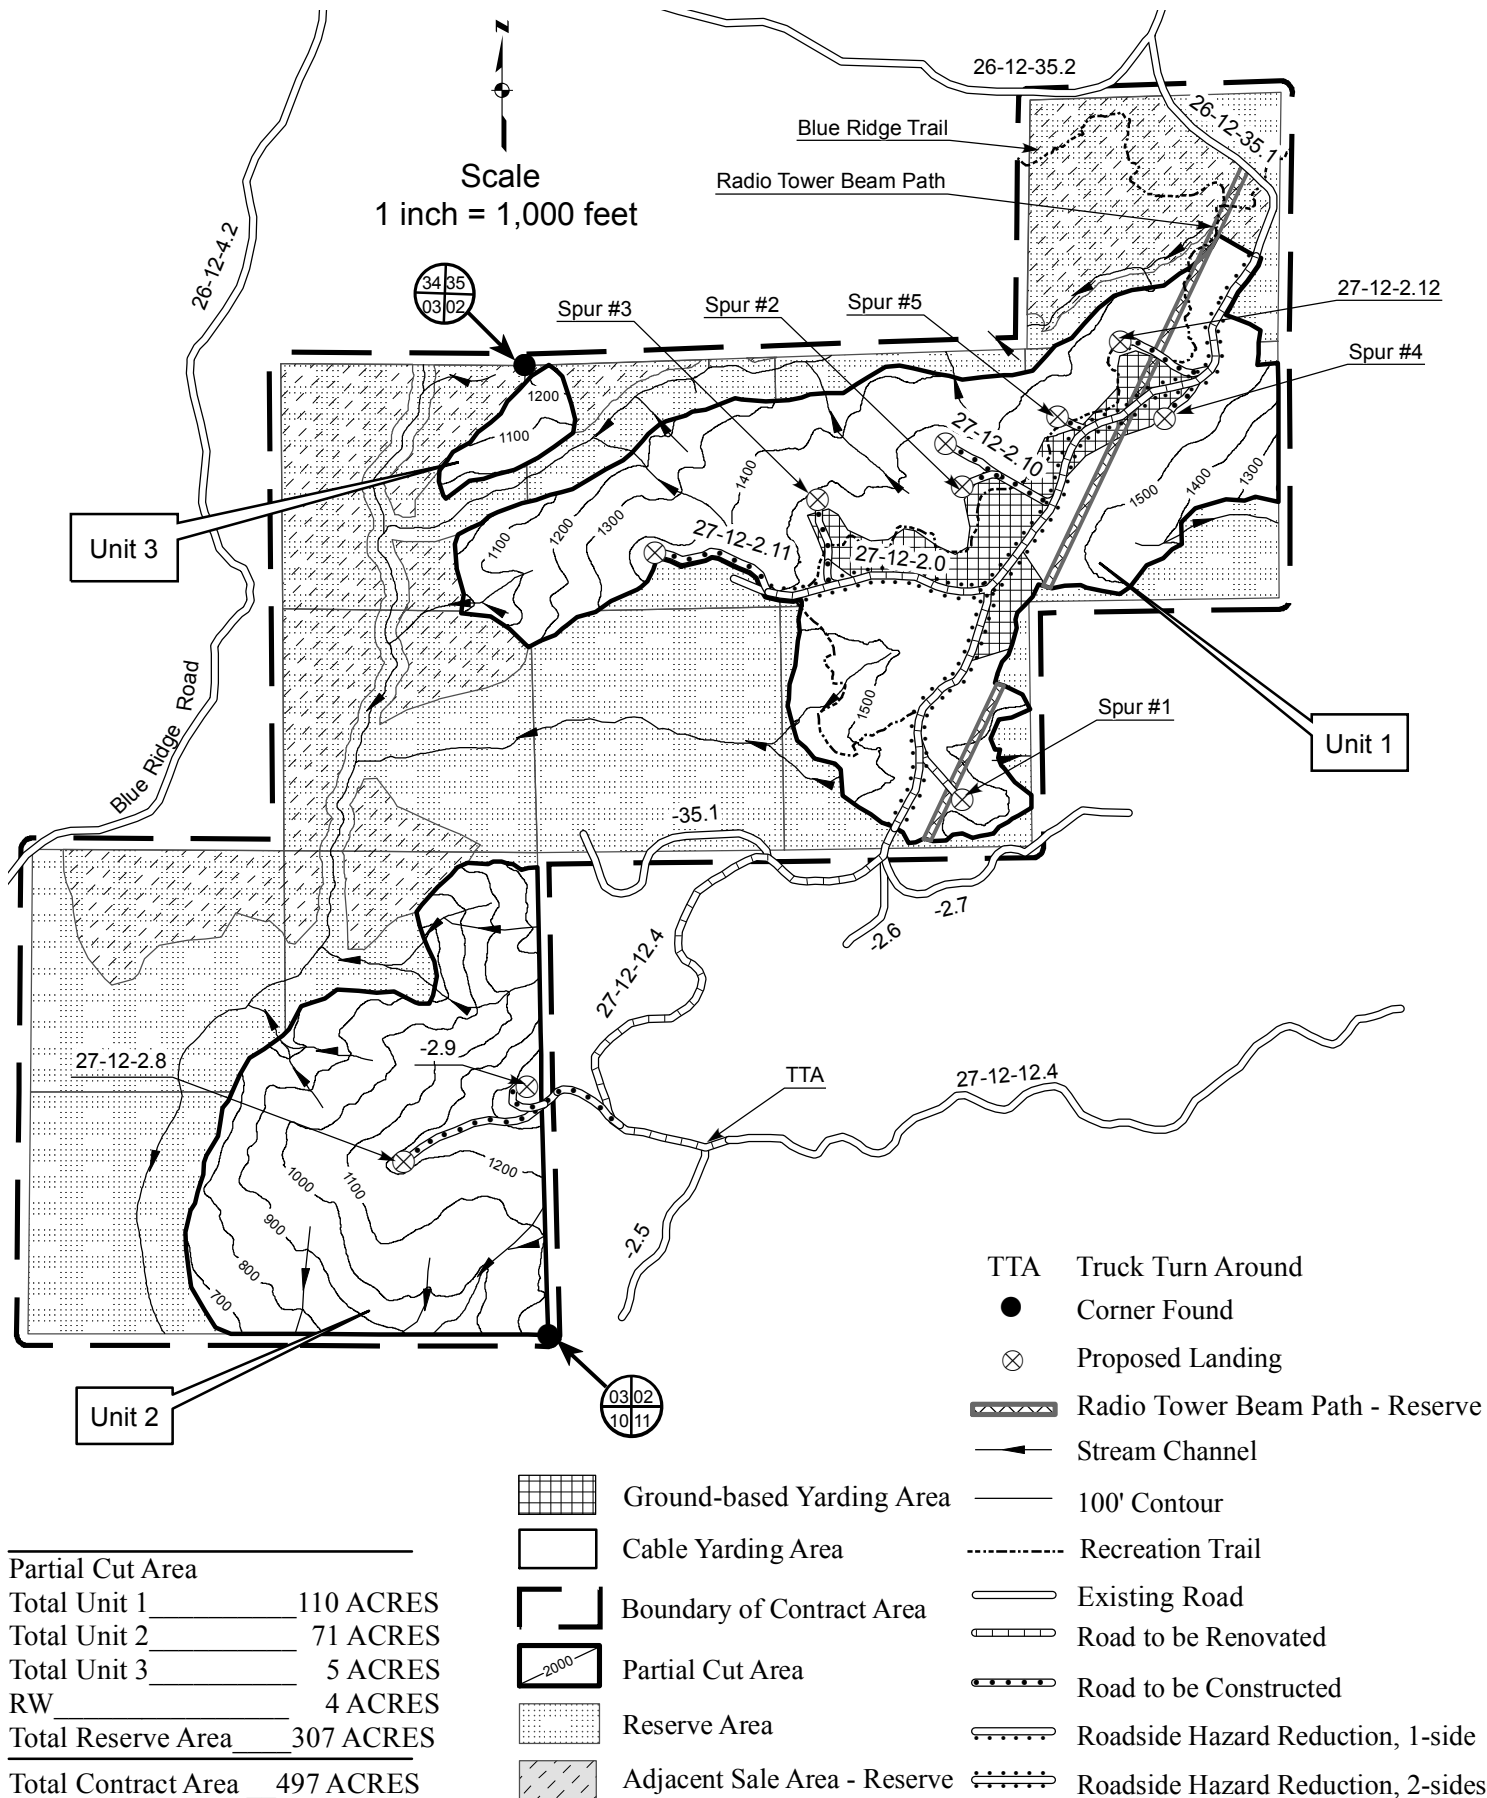 26-12-35.2
26-12-35.1
Blue Ridge Trail
Radio Tower Beam Path
z
Scale
1 inch = 1,000 feet
26-12-4.2
34 35
03 02
Spur #3
Spur #2
Spur #5
27-12-2.12
Spur #4
1200
1100
27-12-2.10
1400
1500
1400
1300
1100
1200
1300
27-12-2.11
27-12-2.0
Unit 3
Blue Ridge Road
1500
Spur #1
Unit 1
-35.1
-2.7
-2.6
27-12-12.4
27-12-2.8
-2.9
TTA
27-12-12.4
1200
1100
1000
900
800
700
-2.5
Unit 2
03 02
10 11
TTA Truck Turn Around
Corner Found
Proposed Landing
Radio Tower Beam Path - Reserve
Stream Channel
100' Contour
Recreation Trail
Existing Road
Road to be Renovated
Road to be Constructed
Roadside Hazard Reduction, 1-side
Roadside Hazard Reduction, 2-sides
Ground-based Yarding Area
Cable Yarding Area
Boundary of Contract Area
2000
Partial Cut Area
Reserve Area
Adjacent Sale Area - Reserve
Partial Cut Area
Total Unit 1__________110 ACRES
Total Unit 2__________ 71 ACRES
Total Unit 3__________ 5 ACRES
RW________________ 4 ACRES
Total Reserve Area____307 ACRES
Total Contract Area __497 ACRES